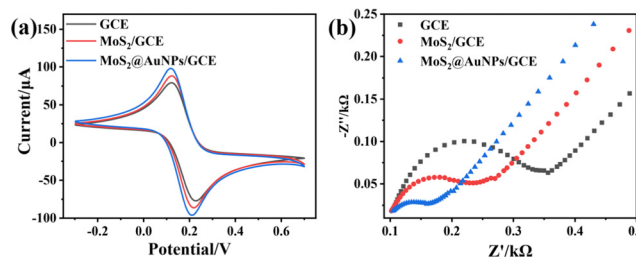 (a)
GCE
MoS₂/GCE
MoS₂@AuNPs/GCE
Current/μA
100
50
0
-50
-100
-0.3
0.0
0.2
0.4
0.6
Potential/V
(b)
GCE
MoS₂/GCE
MoS₂@AuNPs/GCE
-Z''/kΩ
0.25
0.20
0.15
0.10
0.05
0.1
0.2
0.3
0.4
Z'/kΩ